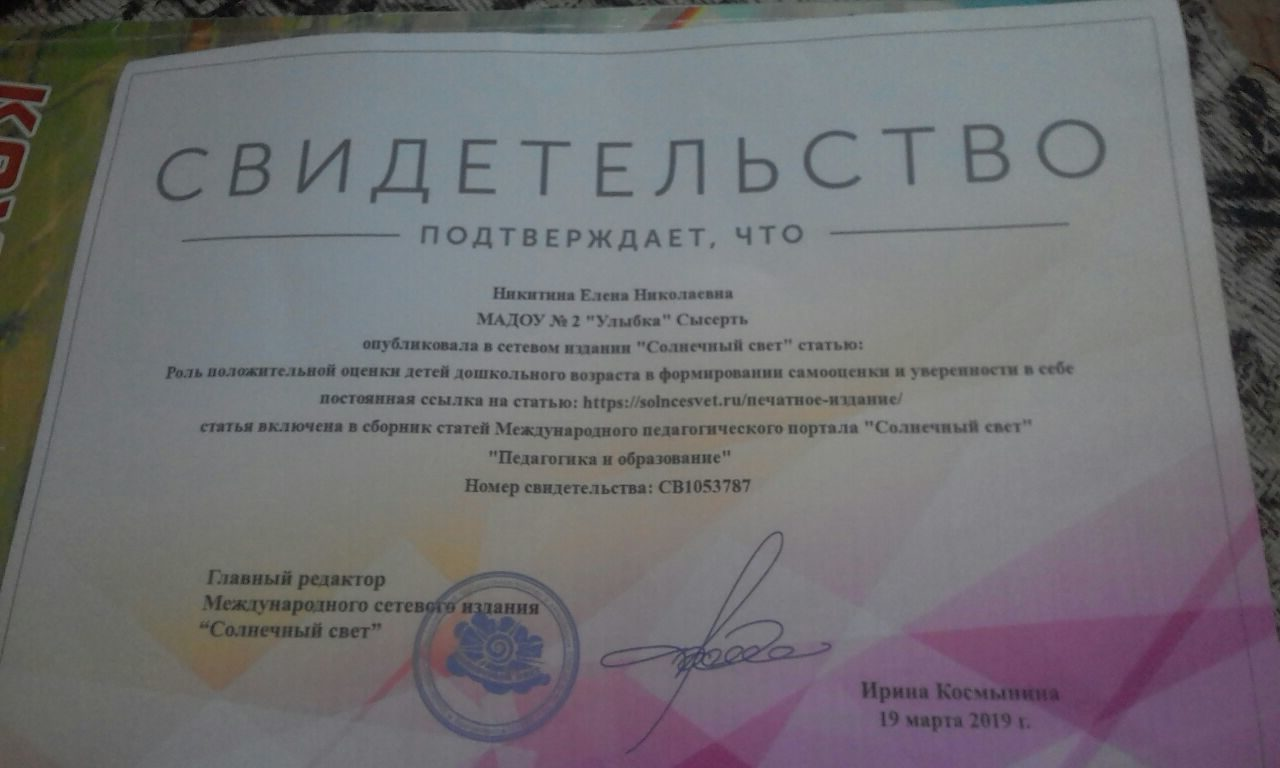 СВИДЕТЕЛЬСТВО
ПОДТВЕРЖДАЕТ, ЧТО
Никитина Елена Николаевна
МАДОУ № 2 "Улыбка" Сысерть
опубликовала в сетевом издании "Солнечный свет" статью:
Роль положительной оценки детей дошкольного возраста в формировании самооценки и уверенности в себе
постоянная ссылка на статью: https://solncesvet.ru/печатное-издание/
статья включена в сборник статей Международного педагогического портала "Солнечный свет"
"Педагогика и образование"
Номер свидетельства: СВ1053787
Главный редактор
Международного сетевого издания
“Солнечный свет”
Ирина Космынина
19 марта 2019 г.